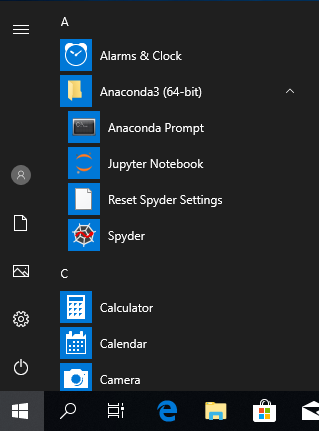 A
Alarms & Clock
Anaconda3 (64-bit)
Anaconda Prompt
Jupyter Notebook
Reset Spyder Settings
Spyder
C
Calculator
Calendar
Camera